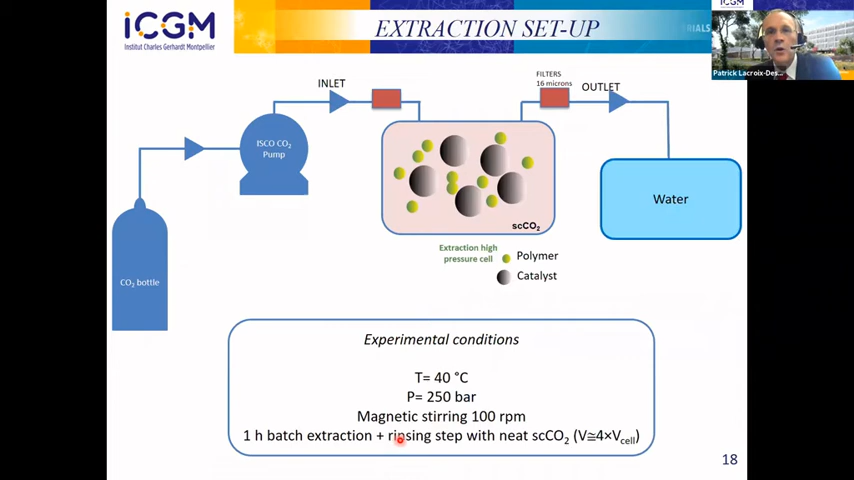 iCGM
Institut Charles Gerhardt Montpellier
EXTRACTION SET-UP
iCGM
Patrick Lacroix-Des...
INLET
FILTERS
16 microns
OUTLET
ISCO CO2
Pump
Water
scCO2
Extraction high
pressure cell
Polymer
Catalyst
CO2 bottle
Experimental conditions
T= 40 °C
P= 250 bar
Magnetic stirring 100 rpm
1 h batch extraction + rinsing step with neat scCO2 (V≅4×Vcell)
18